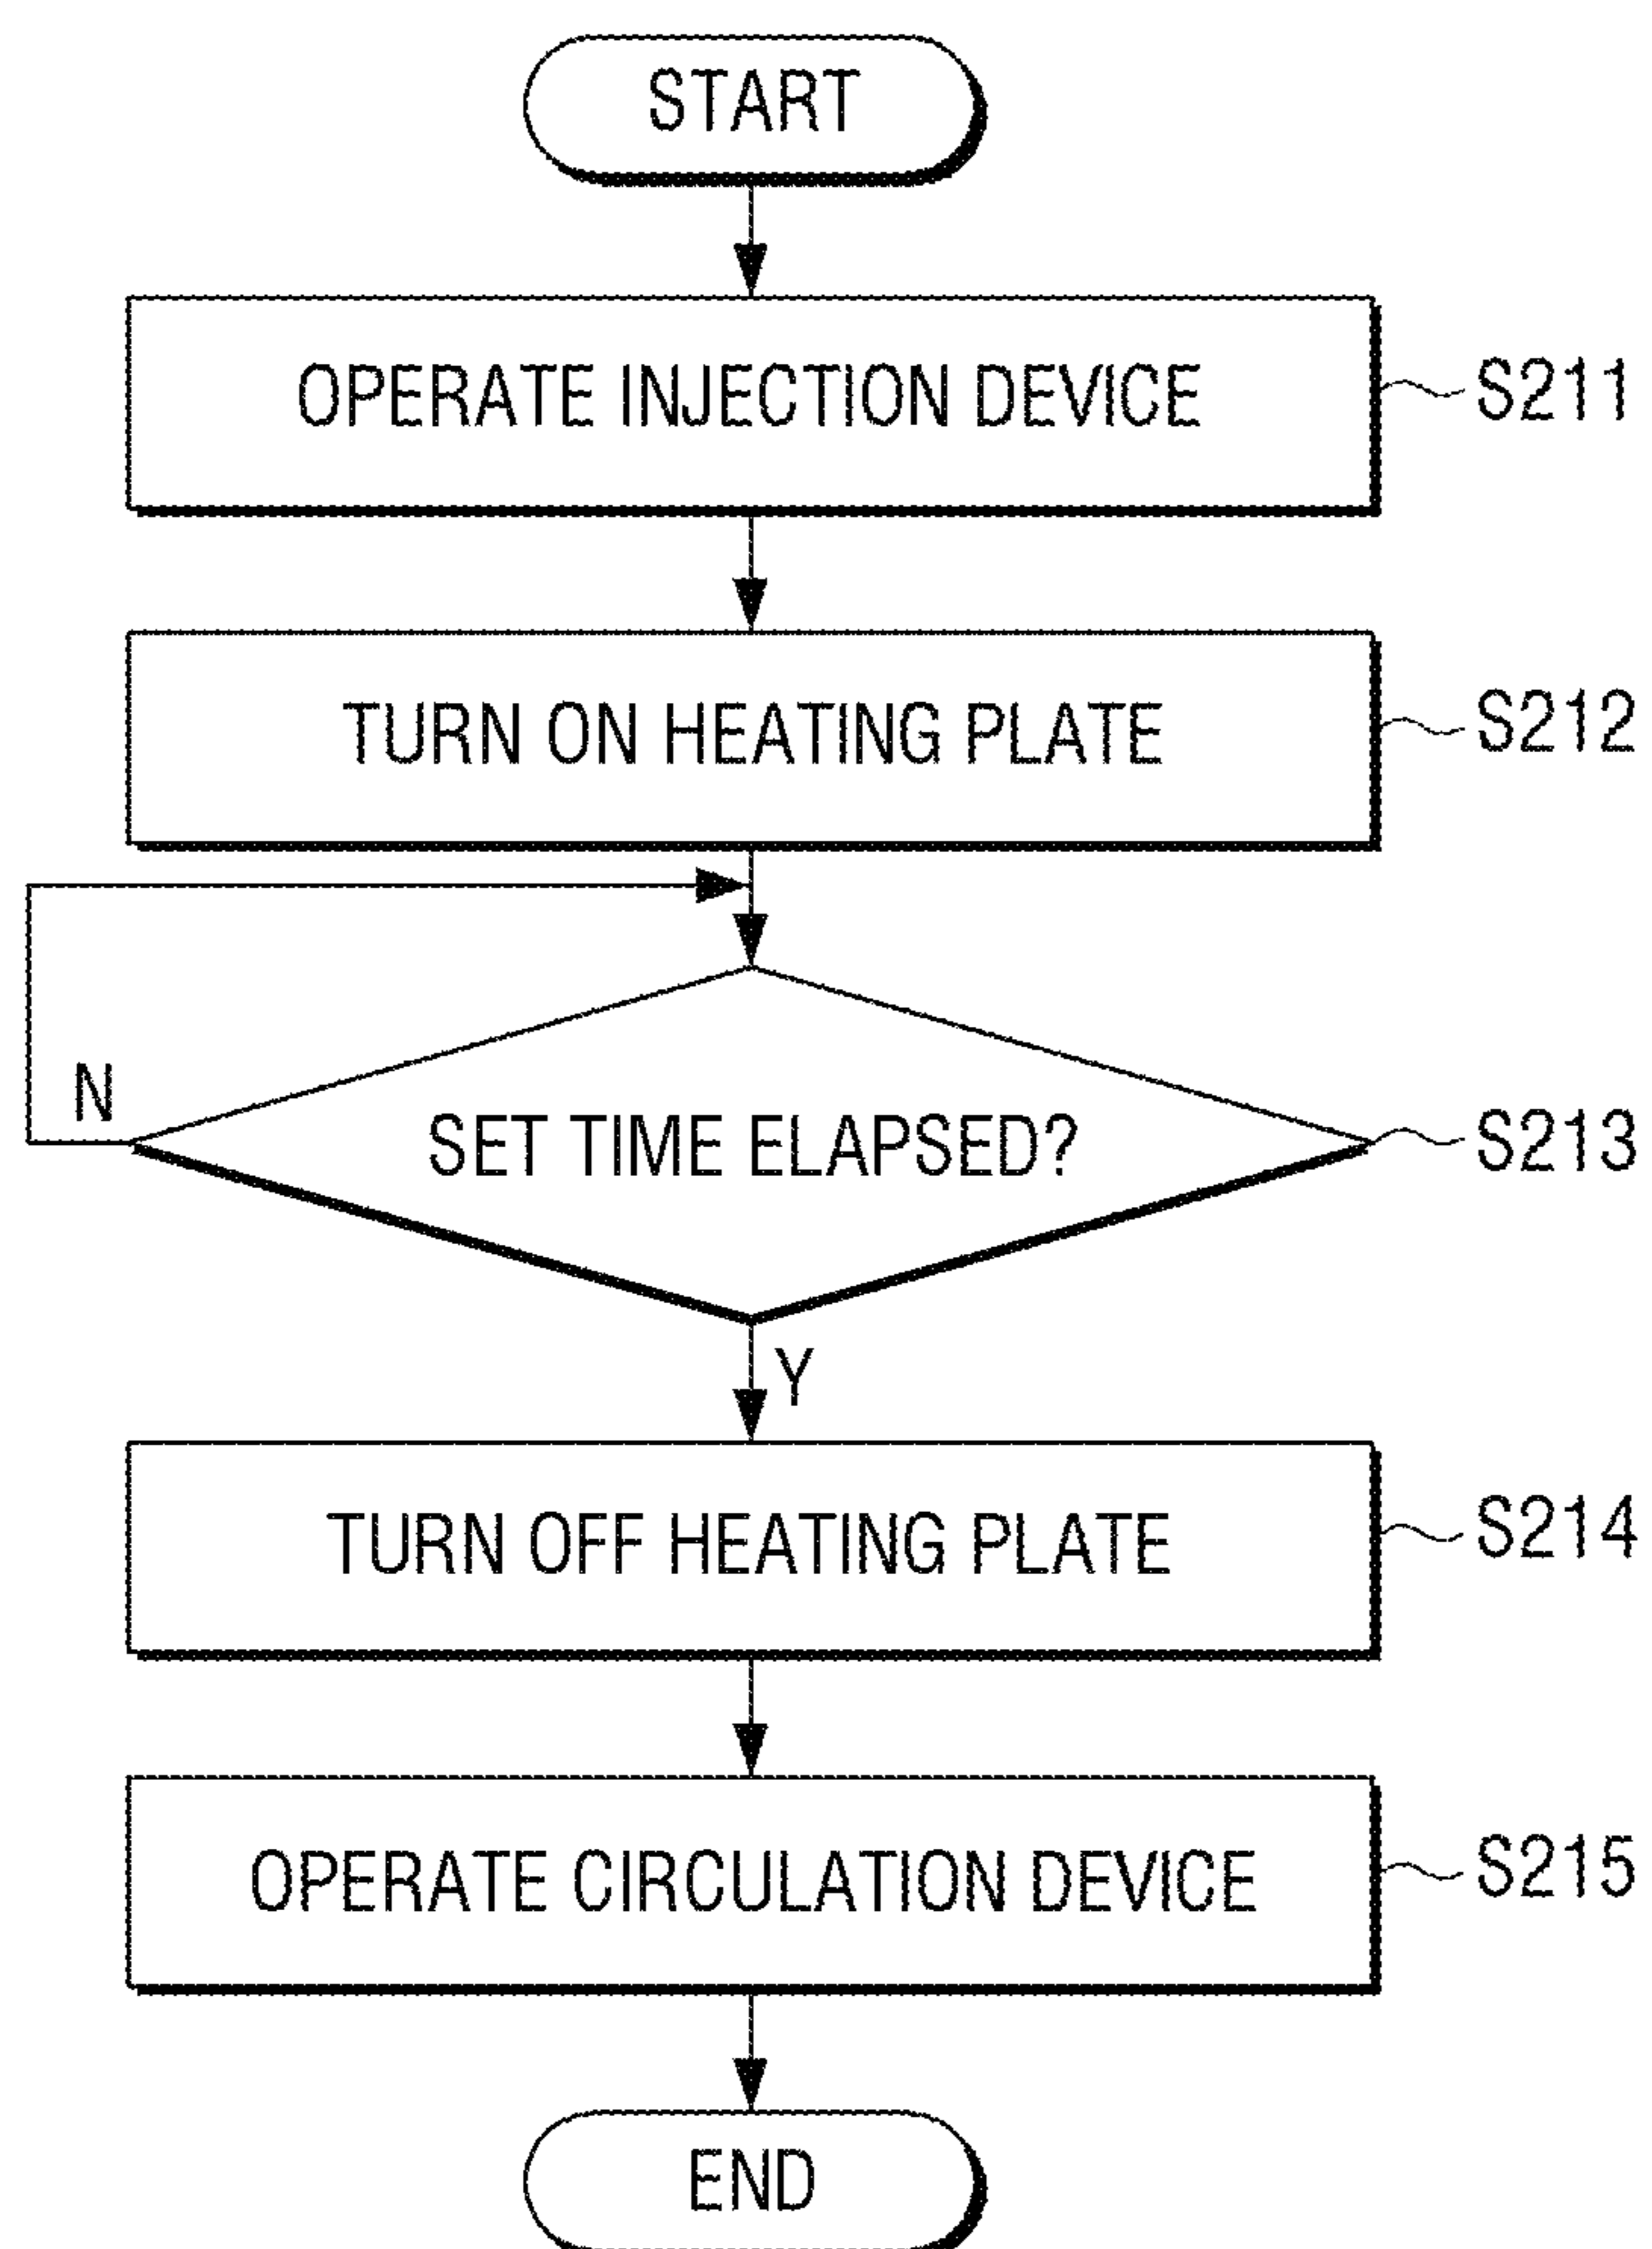 START
OPERATE INJECTION DEVICE
S211
TURN ON HEATING PLATE
S212
N
SET TIME ELAPSED?
S213
Y
TURN OFF HEATING PLATE
S214
OPERATE CIRCULATION DEVICE
S215
END